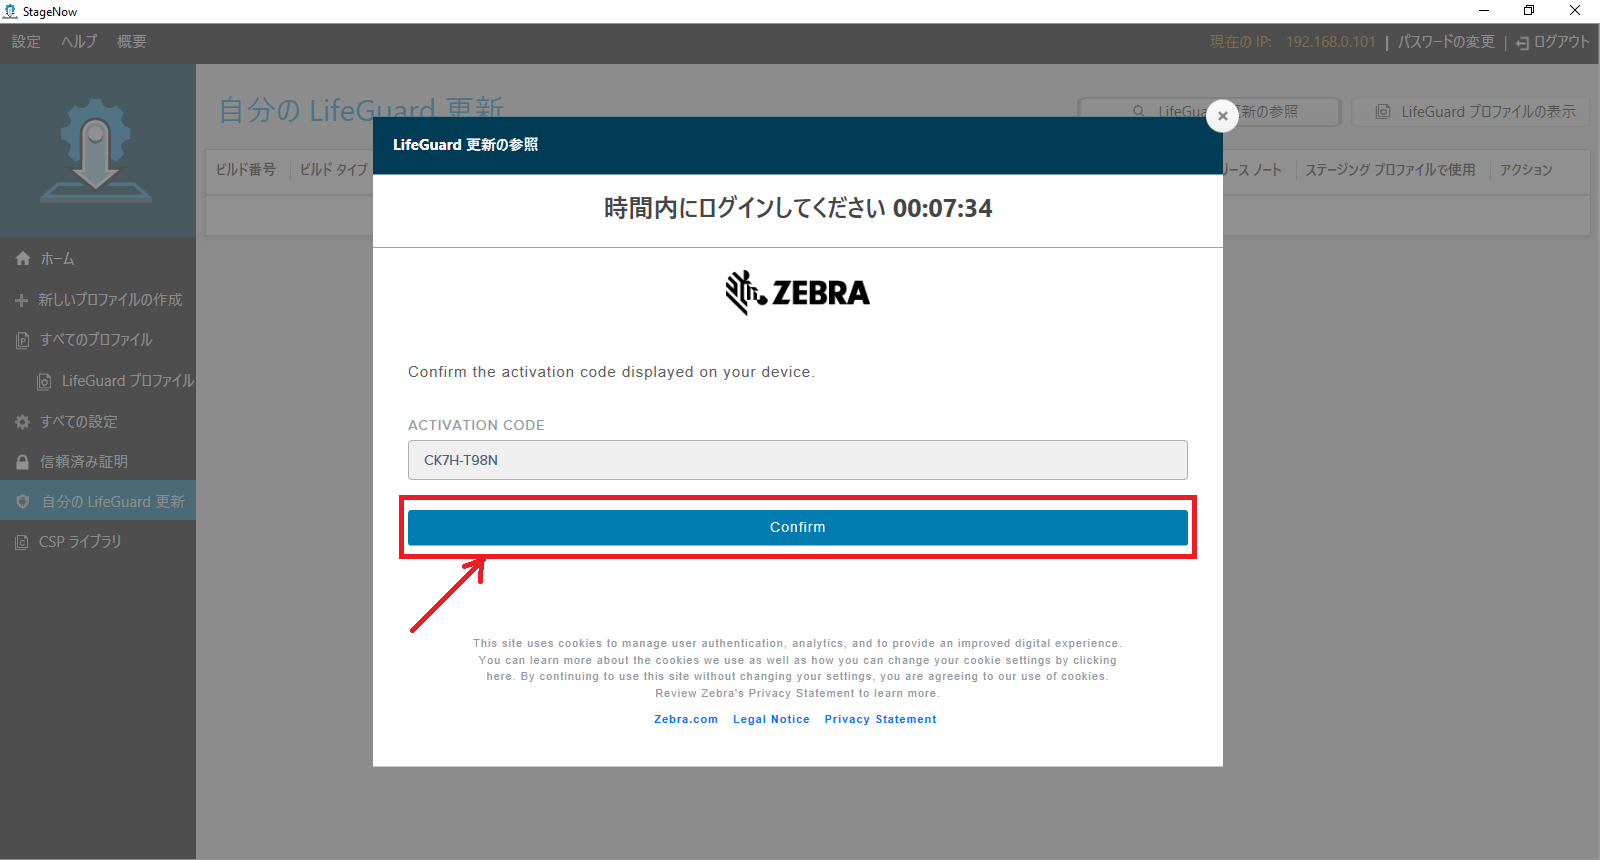 StageNow
設定 ヘルプ 概要
現在の IP: 192.168.0.101 | パスワードの変更 | ログアウト
自分の LifeGuard 更新
LifeGua 更新の参照
LifeGuard プロファイルの表示
ビルド番号 ビルド タイプ
リース ノート ステージング プロファイルで使用 アクション
ホーム
新しいプロファイルの作成
すべてのプロファイル
LifeGuard プロファイル
すべての設定
信頼済み証明
自分の LifeGuard 更新
CSP ライブラリ
LifeGuard 更新の参照
時間内にログインしてください 00:07:34
ZEBRA
Confirm the activation code displayed on your device.
ACTIVATION CODE
CK7H-T98N
Confirm
This site uses cookies to manage user authentication, analytics, and to provide an improved digital experience.
You can learn more about the cookies we use as well as how you can change your cookie settings by clicking
here. By continuing to use this site without changing your settings, you are agreeing to our use of cookies.
Review Zebra's Privacy Statement to learn more.
Zebra.com Legal Notice Privacy Statement